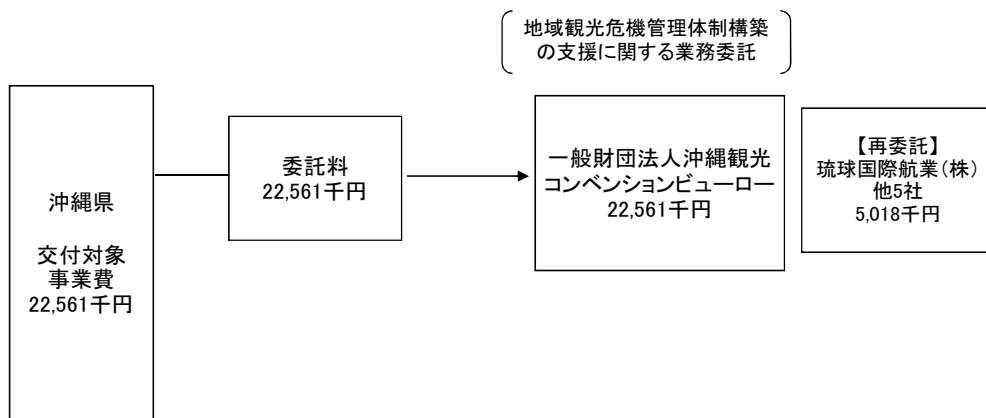 地域観光危機管理体制構築
の支援に関する業務委託
沖縄県
交付対象
事業費
22,561千円
委託料
22,561千円
一般財団法人沖縄観光
コンベンションビューロー
22,561千円
【再委託】
琉球国際航業(株)
他5社
5,018千円